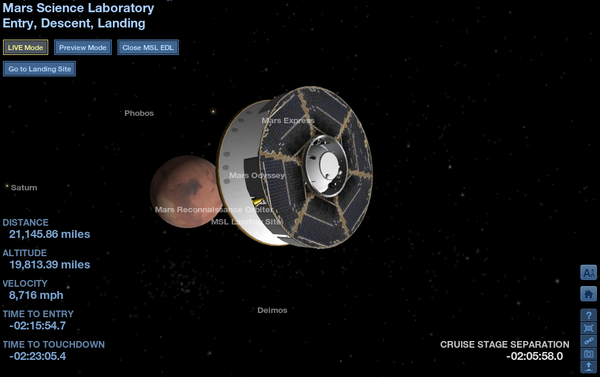 Mars Science Laboratory
Entry, Descent, Landing
LIVE Mode
Preview Mode
Close MSL EDL
Go to Landing Site
Phobos
Mars Express
Mars Odyssey
Saturn
Mars Reconnaissance Orbiter
MSL Landing Site
DISTANCE
21,145.86 miles
ALTITUDE
19,813.39 miles
VELOCITY
8,716 mph
TIME TO ENTRY
-02:15:54.7
TIME TO TOUCHDOWN
-02:23:05.4
Deimos
CRUISE STAGE SEPARATION
-02:05:58.0
AA
?